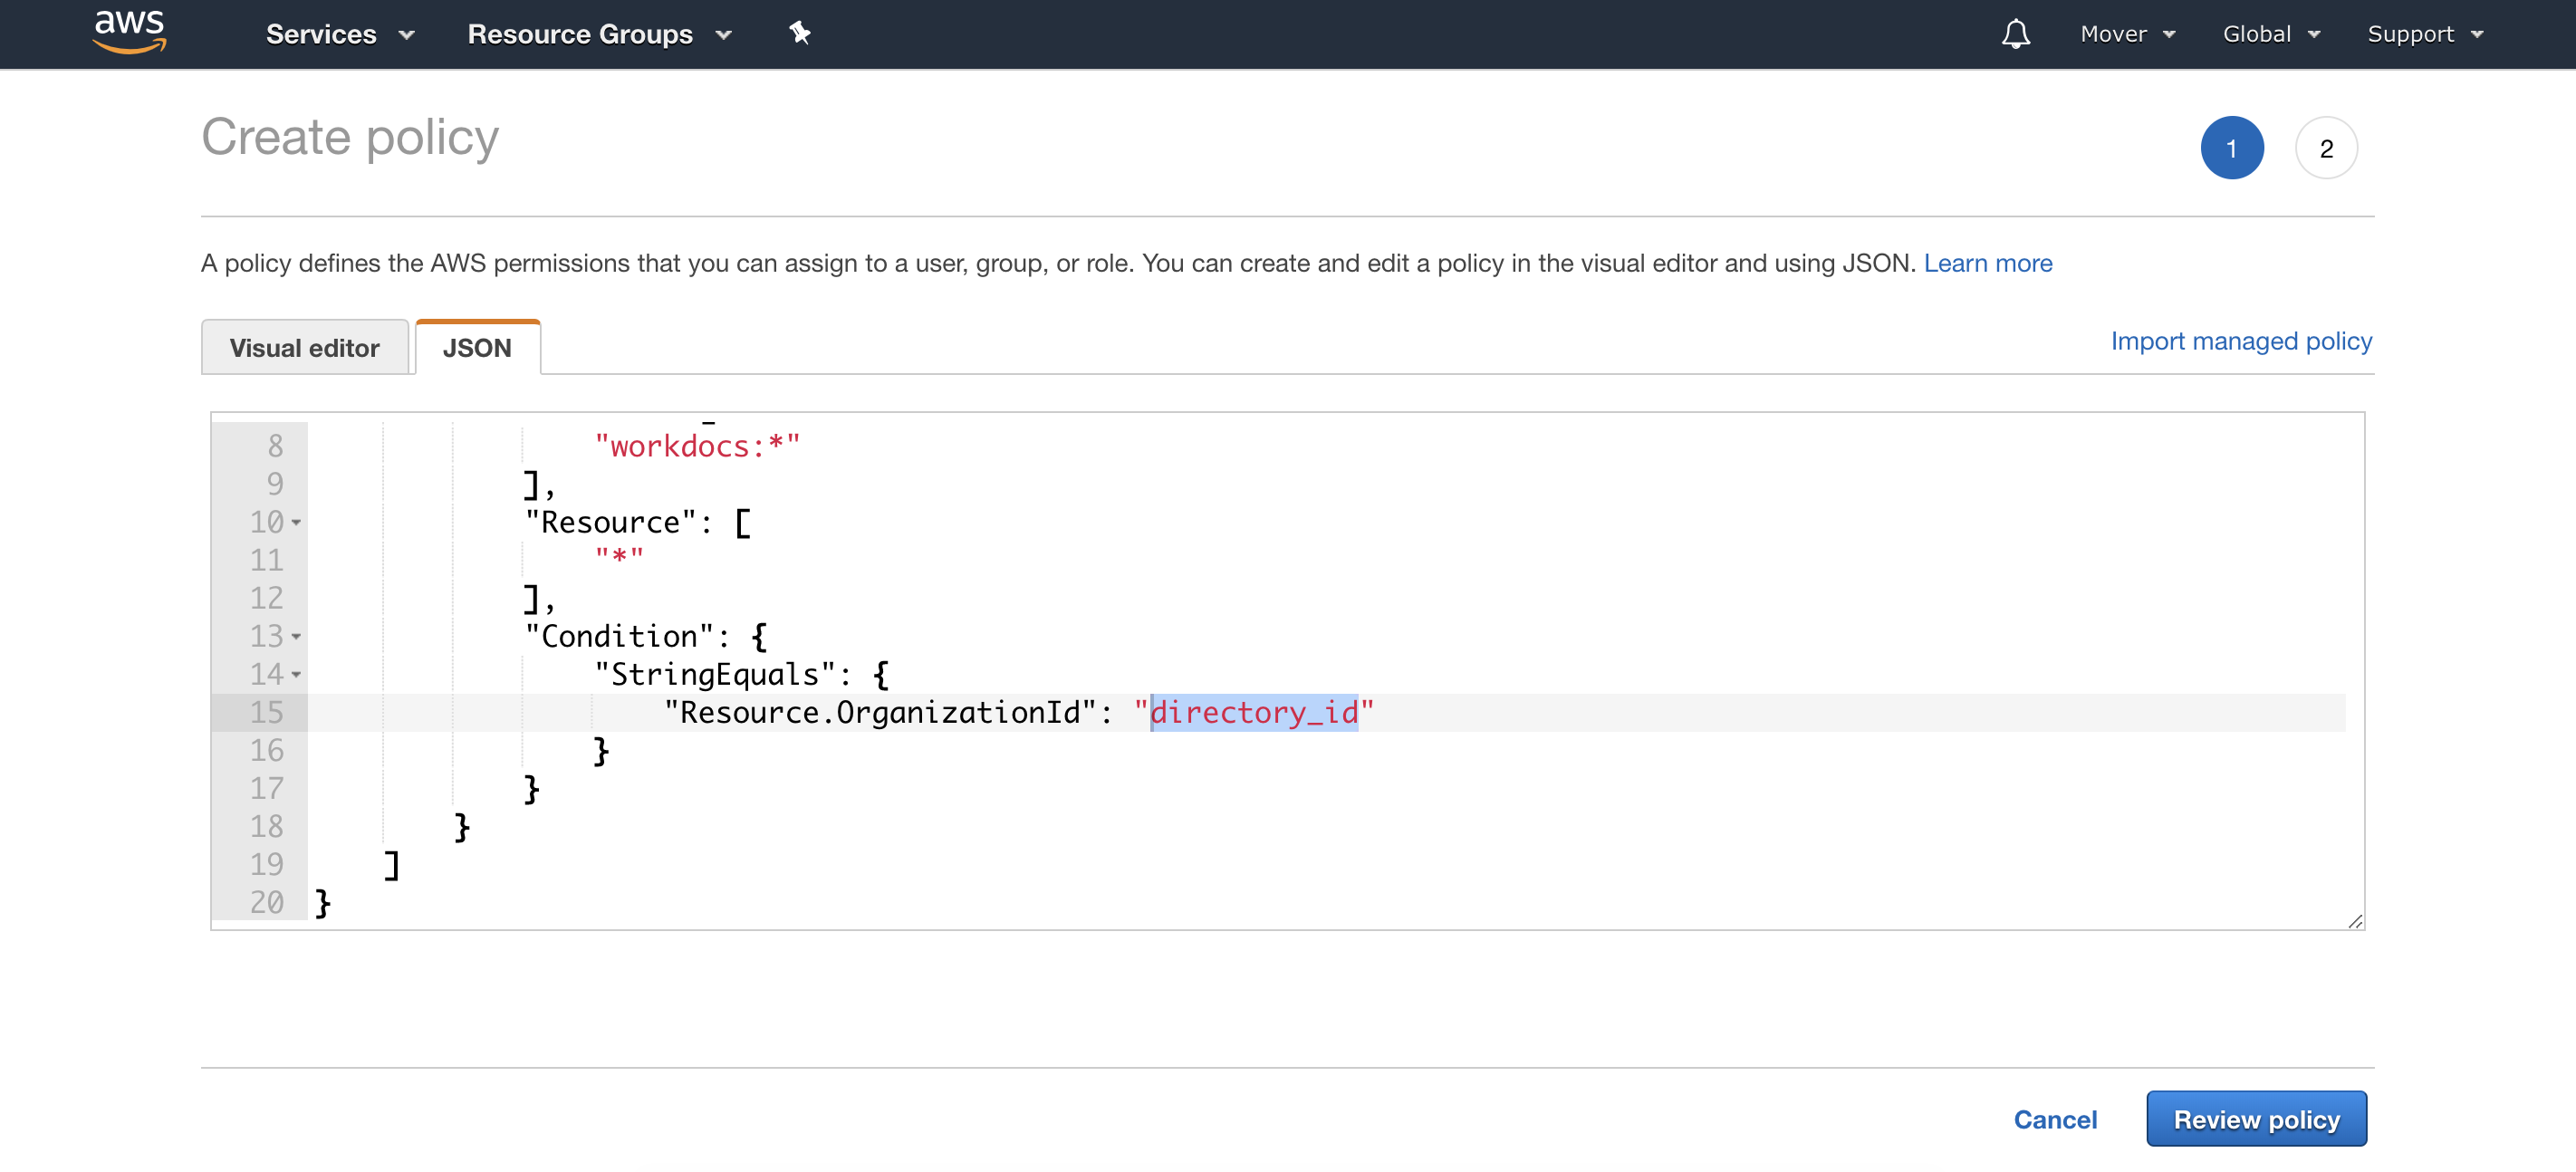 aws Services Resource Groups Mover Global Support
Create policy
1 2
A policy defines the AWS permissions that you can assign to a user, group, or role. You can create and edit a policy in the visual editor and using JSON. Learn more
Visual editor JSON
Import managed policy
8 "workdocs:*"
9 ],
10 "Resource": [
11 "*"
12 ],
13 "Condition": {
14 "StringEquals": {
15 "Resource.OrganizationId": "directory_id"
16 }
17 }
18 }
19 ]
20 }
Cancel Review policy